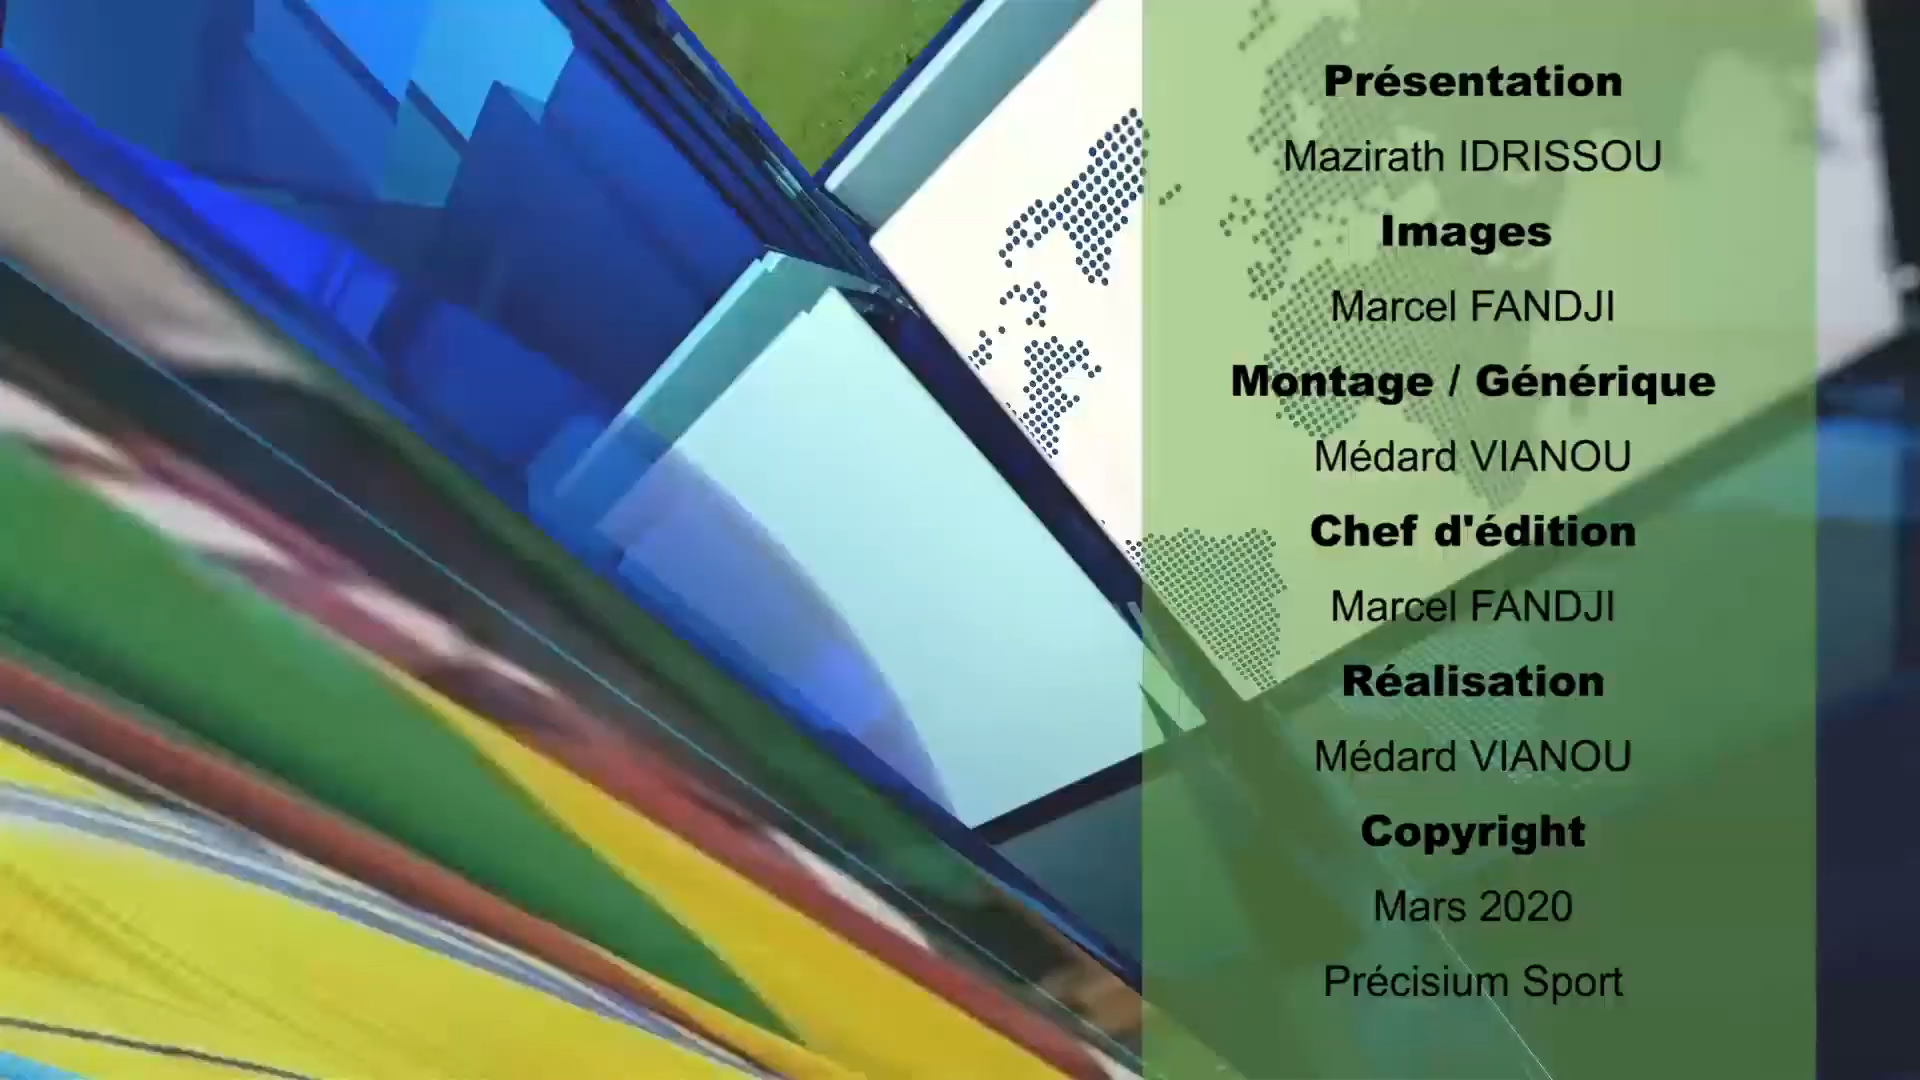 Présentation
Mazirath IDRISSOU
Images
Marcel FANDJI
Montage / Générique
Médard VIANOU
Chef d'édition
Marcel FANDJI
Réalisation
Médard VIANOU
Copyright
Mars 2020
Précisium Sport